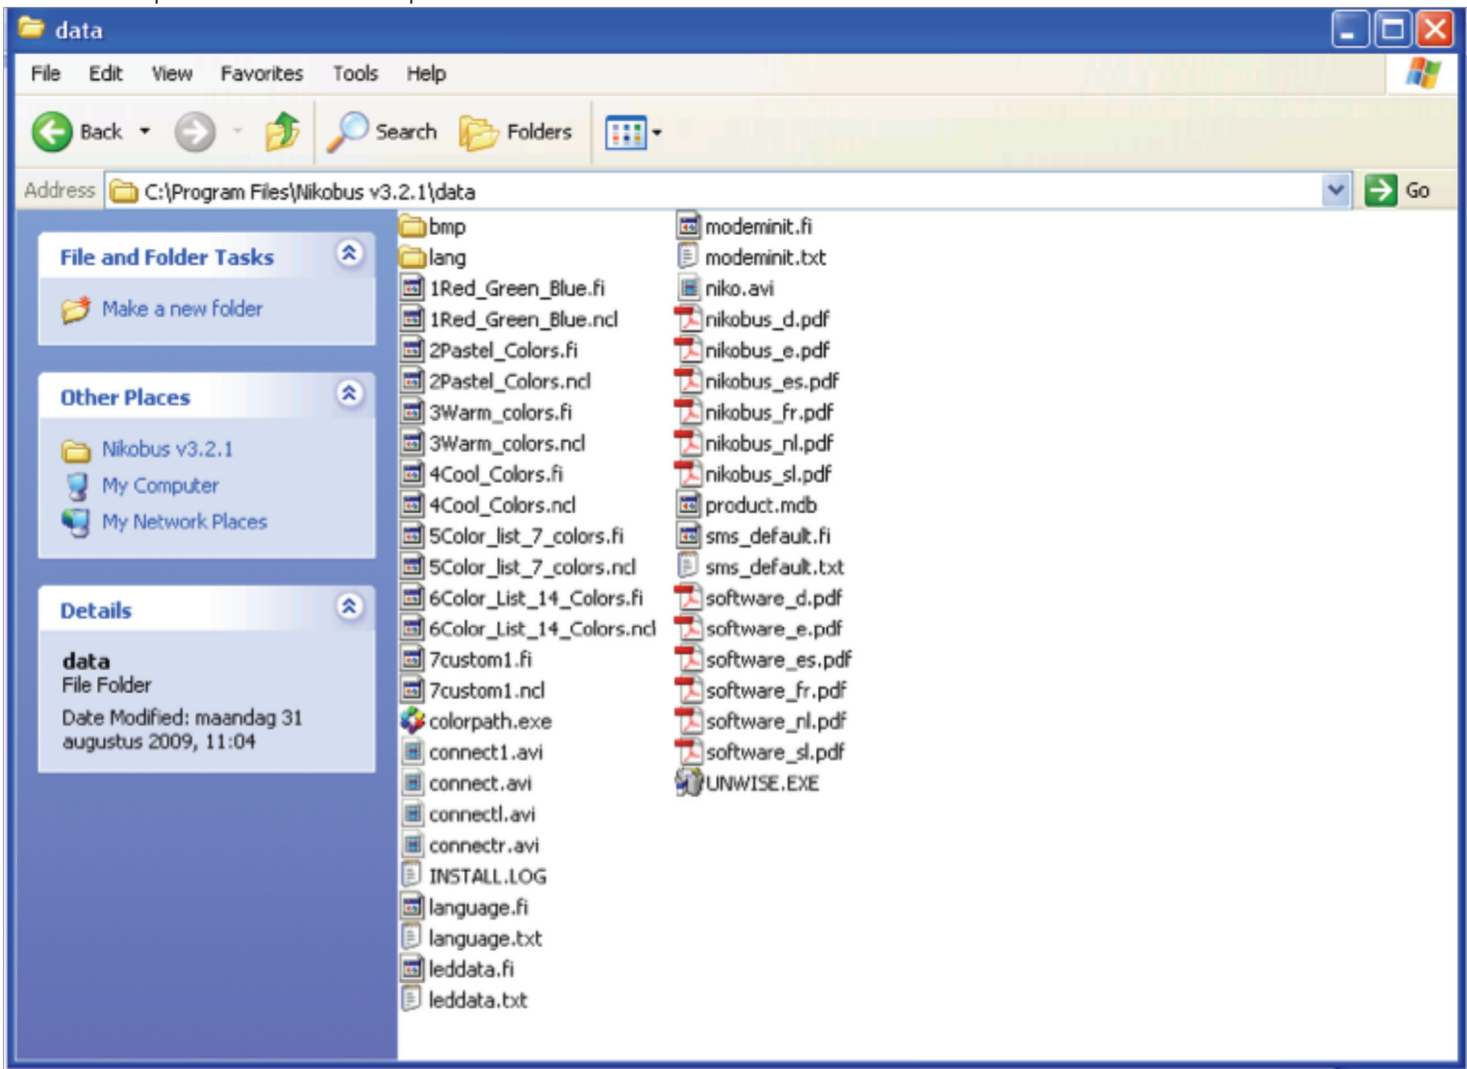 data
File Edit View Favorites Tools Help
Back Search Folders
Address C:\Program Files\Nikobus v3.2.1\data Go
File and Folder Tasks
Make a new folder
Other Places
Nikobus v3.2.1
My Computer
My Network Places
Details
data
File Folder
Date Modified: maandag 31
augustus 2009, 11:04
bmp
lang
1Red_Green_Blue.fi
1Red_Green_Blue.ncl
2Pastel_Colors.fi
2Pastel_Colors.ncl
3Warm_colors.fi
3Warm_colors.ncl
4Cool_Colors.fi
4Cool_Colors.ncl
5Color_list_7_colors.fi
5Color_list_7_colors.ncl
6Color_List_14_Colors.fi
6Color_List_14_Colors.ncl
7custom1.fi
7custom1.ncl
colorpath.exe
connect1.avi
connect.avi
connectl.avi
connectr.avi
INSTALL.LOG
language.fi
language.txt
leddata.fi
leddata.txt
modeminit.fi
modeminit.txt
niko.avi
nikobus_d.pdf
nikobus_e.pdf
nikobus_es.pdf
nikobus_fr.pdf
nikobus_nl.pdf
nikobus_sl.pdf
product.mdb
sms_default.fi
sms_default.txt
software_d.pdf
software_e.pdf
software_es.pdf
software_fr.pdf
software_nl.pdf
software_sl.pdf
UNWISE.EXE